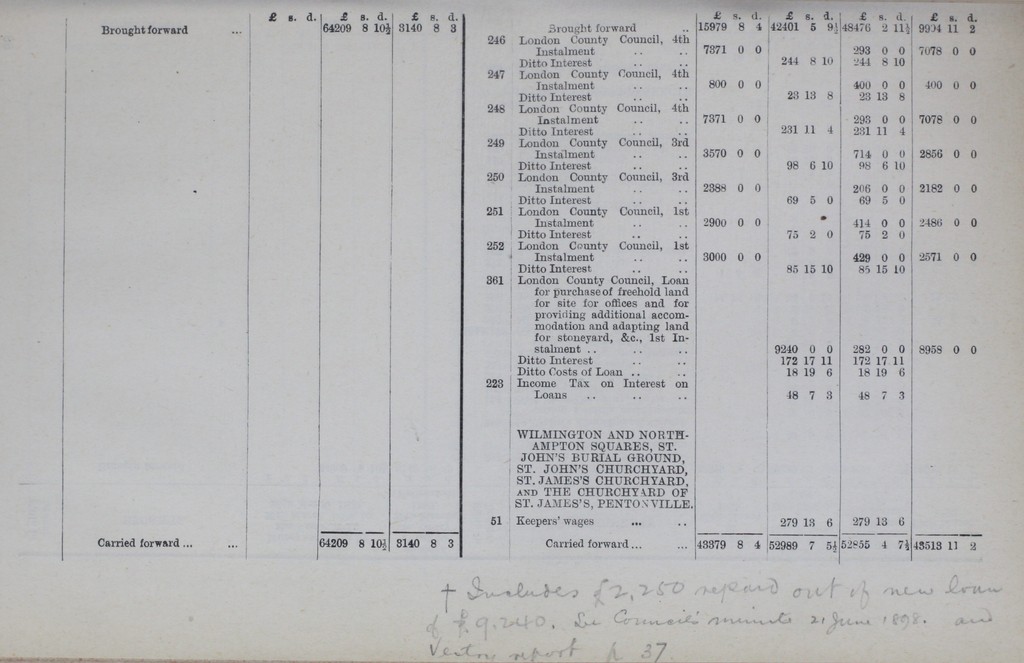 £ s. d. £ s. d. £ s. d. £ s. d. £ s. d. £ s. d. £ s. d.
Brought forward ... 64209 8 10½ 3140 8 3 Brought forward .. 15979 8 4 42401 5 9½ 48476 2 11½ 9904 11 2
246 London County Council, 4th
Instalment .. .. 7371 0 0 293 0 0 7078 0 0
Ditto Interest .. .. 244 8 10 244 8 10
247 London County Council, 4th
Instalment .. .. 800 0 0 400 0 0 400 0 0
Ditto Interest .. .. 23 13 8 23 13 8
248 London County Council, 4th
Instalment .. .. 7371 0 0 293 0 0 7078 0 0
Ditto Interest .. .. 231 11 4 231 11 4
249 London County Council, 3rd
Instalment .. .. 3570 0 0 714 0 0 2856 0 0
Ditto Interest .. .. 98 6 10 98 6 10
250 London County Council, 3rd
Instalment .. .. 2388 0 0 206 0 0 2182 0 0
Ditto Interest .. .. 69 5 0 69 5 0
251 London County Council, 1st
Instalment .. .. 2900 0 0 414 0 0 2486 0 0
Ditto Interest .. .. 75 2 0 75 2 0
252 London County Council, 1st
Instalment .. .. 3000 0 0 429 0 0 2571 0 0
Ditto Interest .. .. 85 15 10 85 15 10
361 London County Council, Loan
for purchase of freehold land
for site for offices and for
providing additional accom-
modation and adapting land
for stoneyard, &c., 1st In-
stalment .. .. .. 9240 0 0 282 0 0 8958 0 0
Ditto Interest .. .. 172 17 11 172 17 11
Ditto Costs of Loan .. .. 18 19 6 18 19 6
223 Income Tax on Interest on
Loans .. .. .. 48 7 3 48 7 3
WILMINGTON AND NORTH-
AMPTON SQUARES, ST.
JOHN'S BURIAL GROUND,
ST. JOHN'S CHURCHYARD,
ST. JAMES'S CHURCHYARD,
AND THE CHURCHYARD OF
ST. JAMES'S, PENTONVILLE.
51 Keepers' wages ... .. 279 13 6 279 13 6
Carried forward ... ... 64209 8 10½ 3140 8 3 Carried forward ... ... 43379 8 4 52989 7 5½ 52855 4 7½ 43513 11 2
† Includes £2,250 repaid out of new loan
of £9,240. See Council's minute 21 June 1898. and
Vestry report p 37